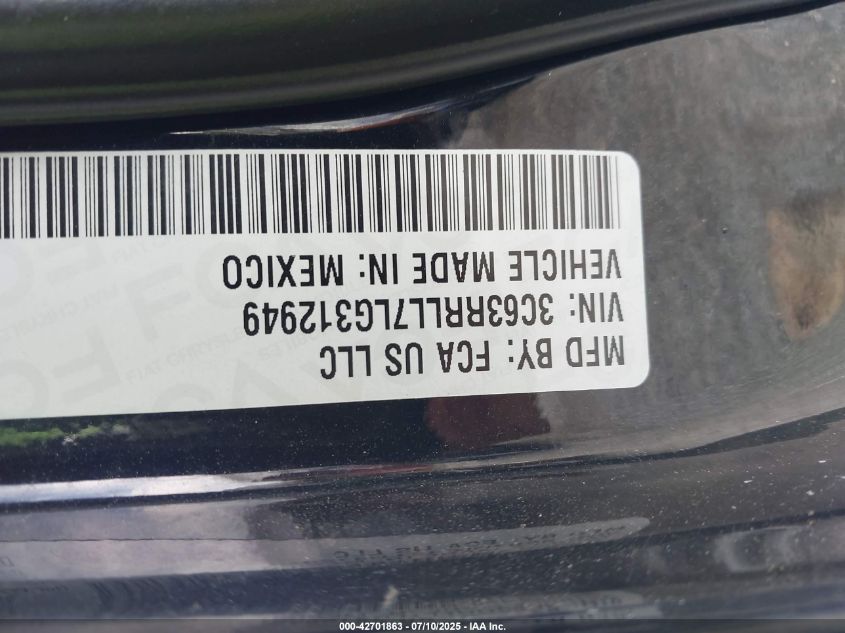 MFD BY: FCA US LLC
VIN: 3C63RRLL7LG312949
VEHICLE MADE IN: MEXICO
000-42701863 - 07/10/2025 - IAA Inc.